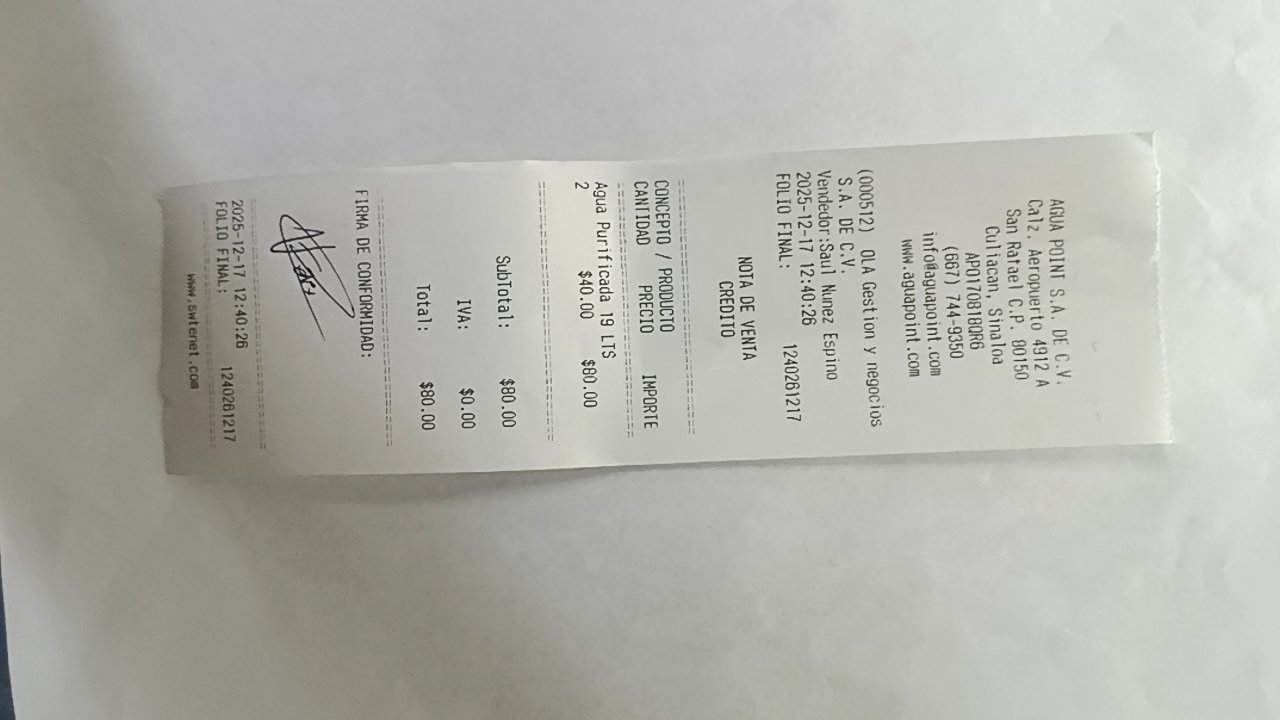 AGUA POINT S.A. DE C.V.
Calz. Aeropuerto 4912 A
San Rafael C.P. 80150
Culiacan, Sinaloa
APO170818QR6
(667) 744-9350
info@aguapoint.com
www.aguapoint.com
(000512) OLA Gestion y negocios
S.A. DE C.V.
Vendedor:Saul Nunez Espino
2025-12-17 12:40:26
FOLIO FINAL: 1240261217
NOTA DE VENTA
CREDITO
CONCEPTO / PRODUCTO
CANTIDAD PRECIO IMPORTE
Agua Purificada 19 LTS
2 $40.00 $80.00
SubTotal: $80.00
IVA: $0.00
Total: $80.00
FIRMA DE CONFORMIDAD:
2025-12-17 12:40:26
FOLIO FINAL: 1240261217
www.swtenet.com